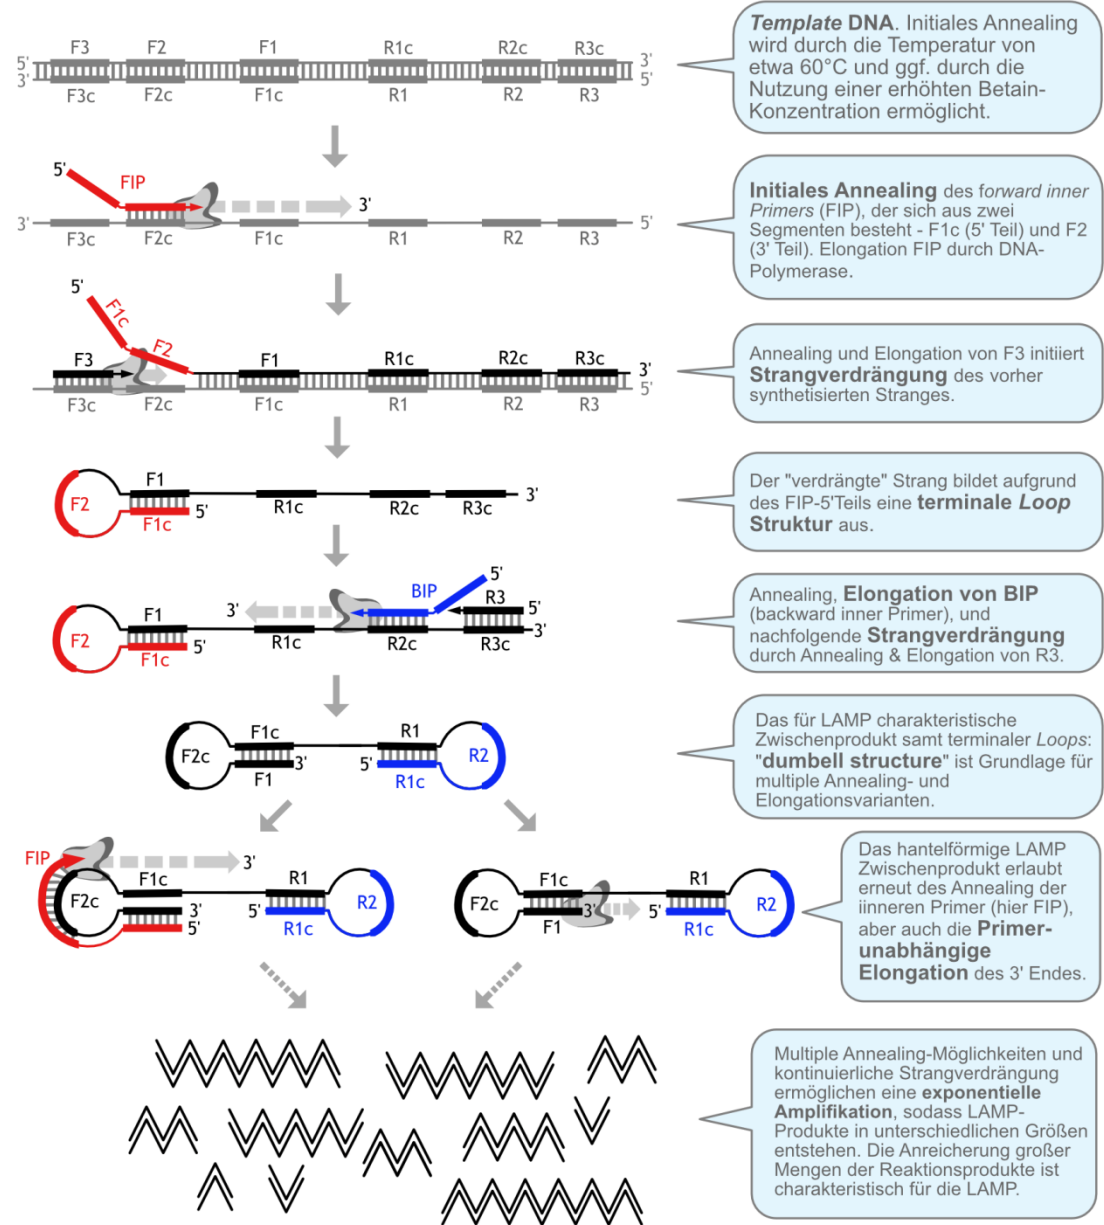 F3 F2 F1 R1c R2c R3c 3'
5'
3' 5'
F3c F2c F1c R1 R2 R3
Template DNA. Initiales Annealing
wird durch die Temperatur von
etwa 60°C und ggf. durch die
Nutzung einer erhöhten Betain-
Konzentration ermöglicht.
5'
FIP
3'
3' 5'
F3c F2c F1c R1 R2 R3
Initiales Annealing des forward inner
Primers (FIP), der sich aus zwei
Segmenten besteht - F1c (5' Teil) und F2
(3' Teil). Elongation FIP durch DNA-
Polymerase.
5'
F1c
F3 F2 F1 R1c R2c R3c 3'
5'
F3c F2c F1c R1 R2 R3
Annealing und Elongation von F3 initiiert
Strangverdrängung des vorher
synthetisierten Stranges.
F1
F2 3'
F1c 5' R1c R2c R3c
Der "verdrängte" Strang bildet aufgrund
des FIP-5'Teils eine terminale Loop
Struktur aus.
5'
BIP
3' R3 5'
F1
F2 3'
F1c 5' R1c R2c R3c
Annealing, Elongation von BIP
(backward inner Primer), und
nachfolgende Strangverdrängung
durch Annealing & Elongation von R3.
F1c R1
F2c R2
3' 5'
F1 R1c
Das für LAMP charakteristische
Zwischenprodukt samt terminaler Loops:
"dumbell structure" ist Grundlage für
multiple Annealing- und
Elongationsvarianten.
FIP 3'
F1c R1
F2c R2
3' 5'
5' R1c
F1c R1
F2c R2
3' 5'
F1 R1c
Das hantelförmige LAMP
Zwischenprodukt erlaubt
erneut des Annealing der
iinneren Primer (hier FIP),
aber auch die Primer-
unabhängige
Elongation des 3' Endes.
Multiple Annealing-Möglichkeiten und
kontinuierliche Strangverdrängung
ermöglichen eine exponentielle
Amplifikation, sodass LAMP-
Produkte in unterschiedlichen Größen
entstehen. Die Anreicherung großer
Mengen der Reaktionsprodukte ist
charakteristisch für die LAMP.